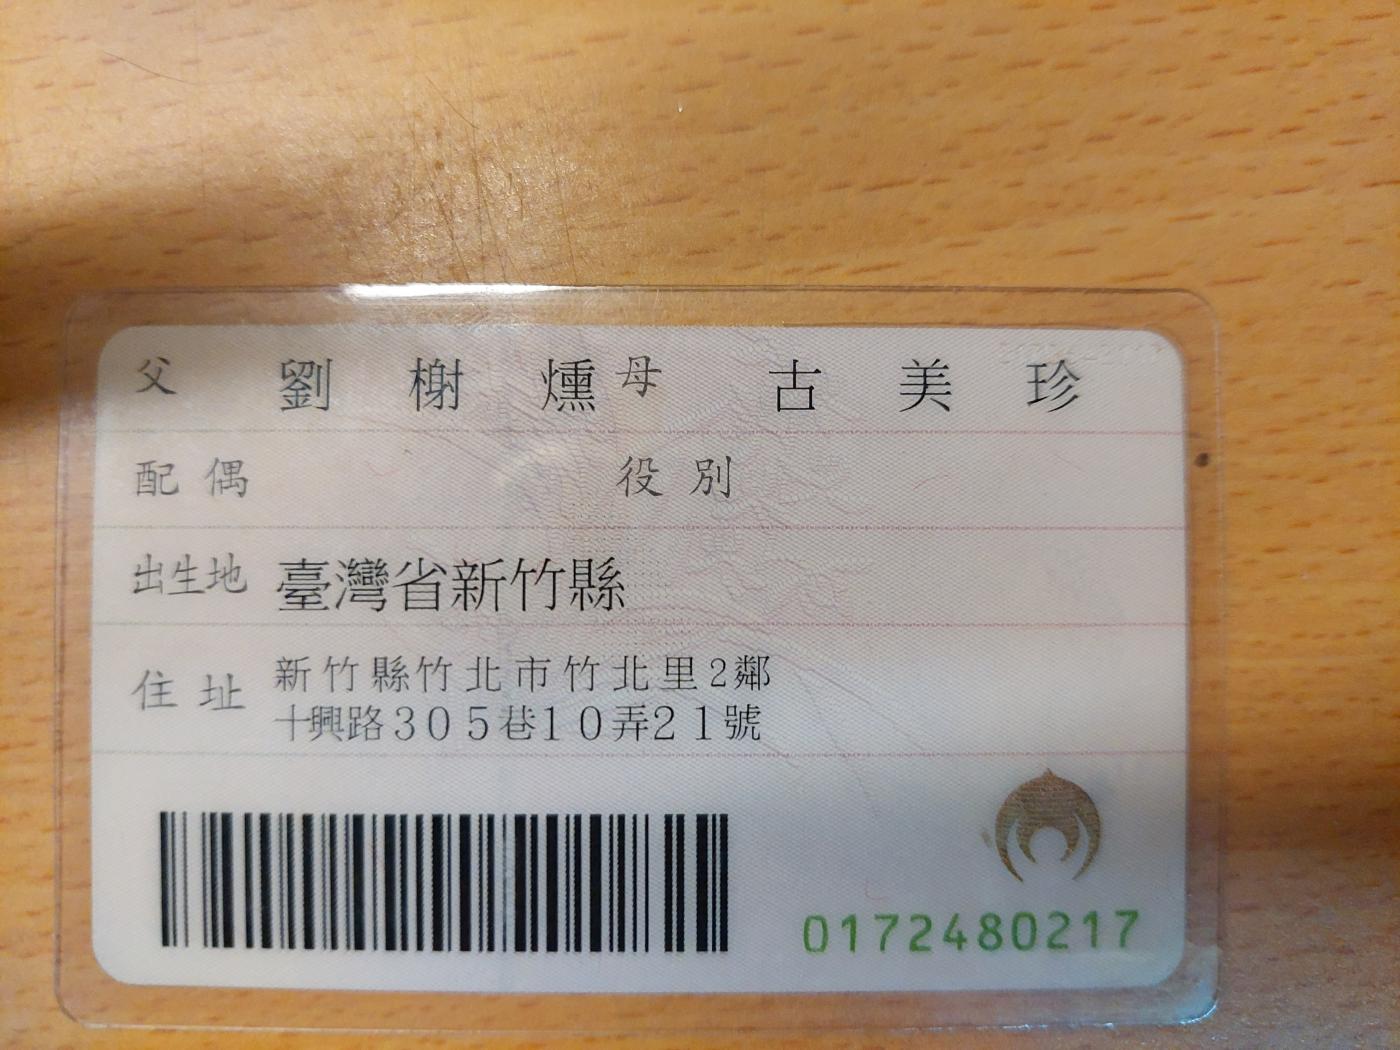 父 劉榭燻 母 古美珍
配偶 役別
出生地 臺灣省新竹縣
住址 新竹縣竹北市竹北里2鄰
十興路305巷10弄21號
0172480217